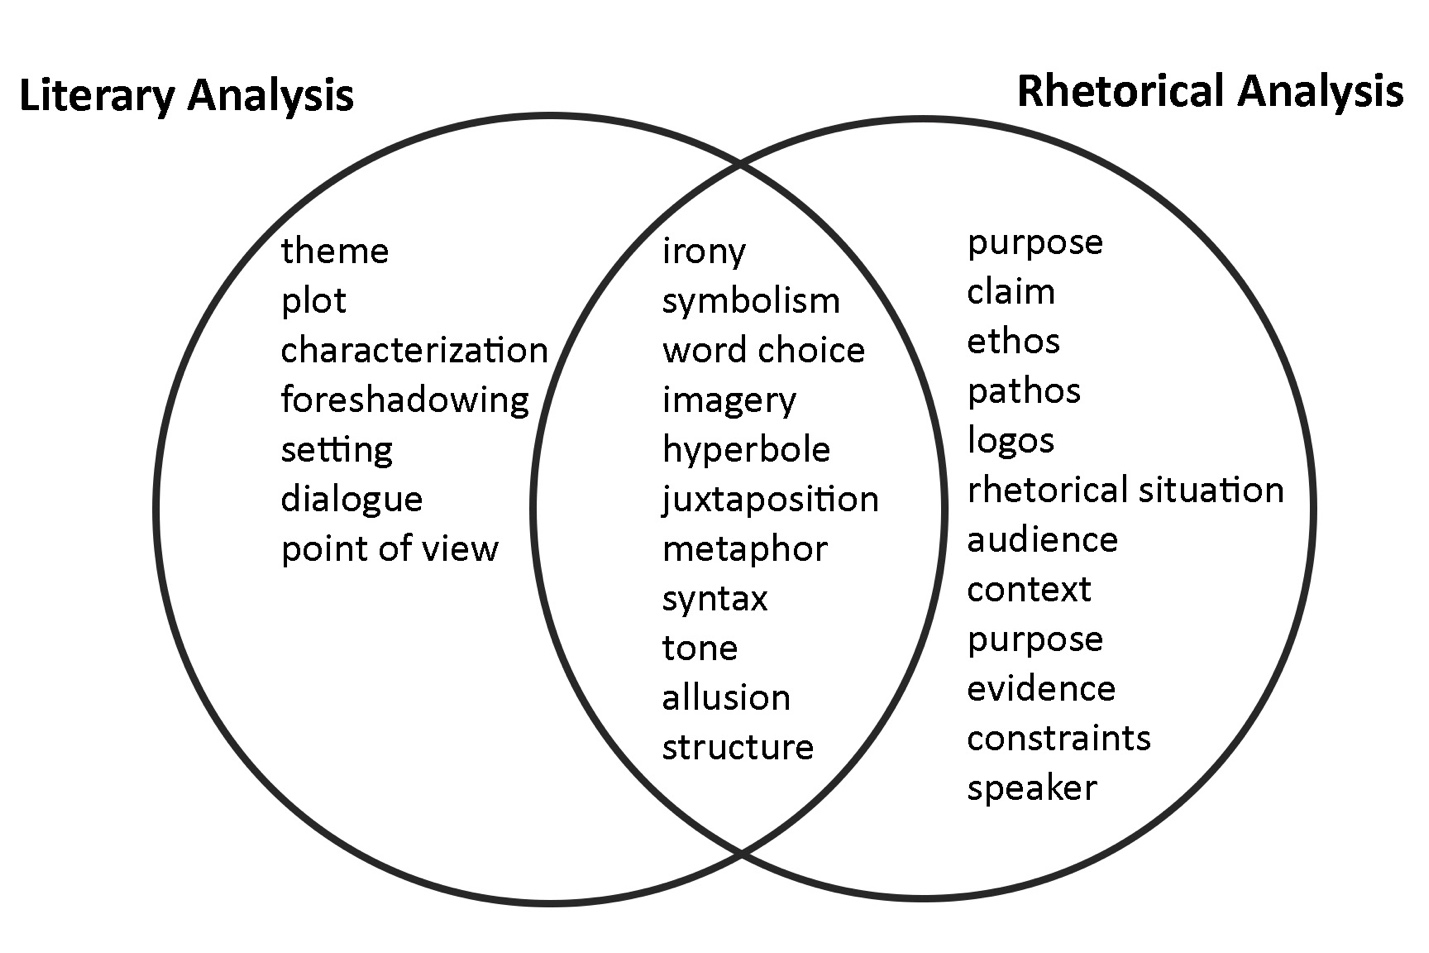 Literary Analysis
Rhetorical Analysis
theme
plot
characterization
foreshadowing
setting
dialogue
point of view
irony
symbolism
word choice
imagery
hyperbole
juxtaposition
metaphor
syntax
tone
allusion
structure
purpose
claim
ethos
pathos
logos
rhetorical situation
audience
context
purpose
evidence
constraints
speaker